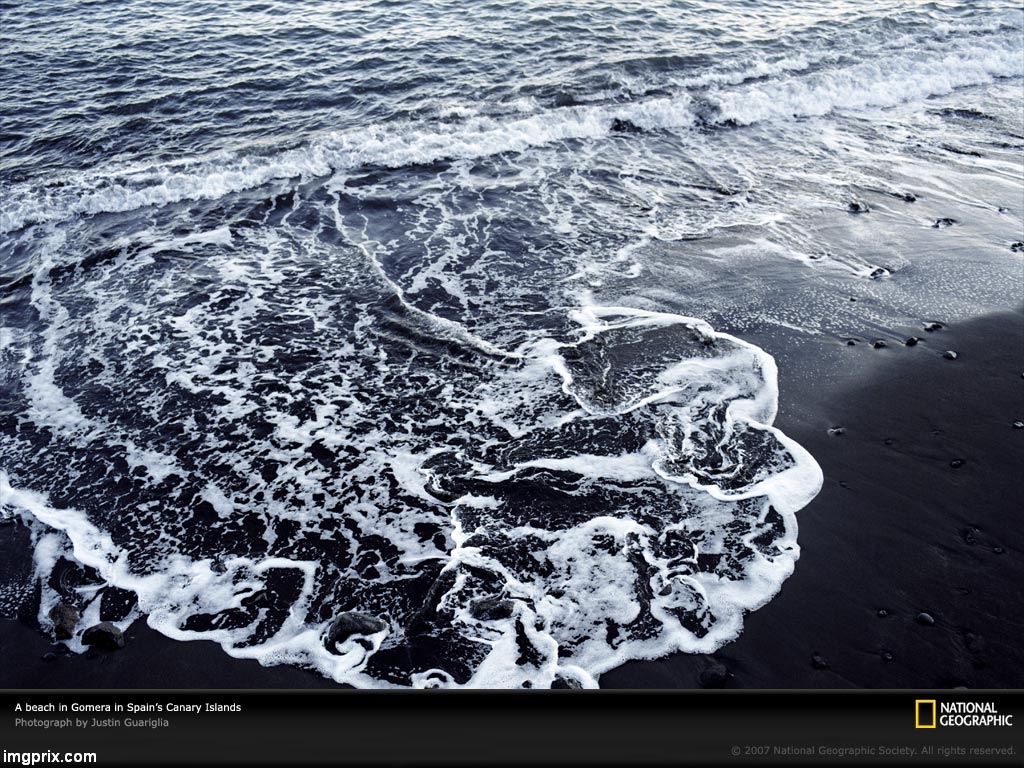 A beach in Gomera in Spain's Canary Islands
Photograph by Justin Guariglia
NATIONAL
GEOGRAPHIC
© 2007 National Geographic Society. All rights reserved.
imgprix.com